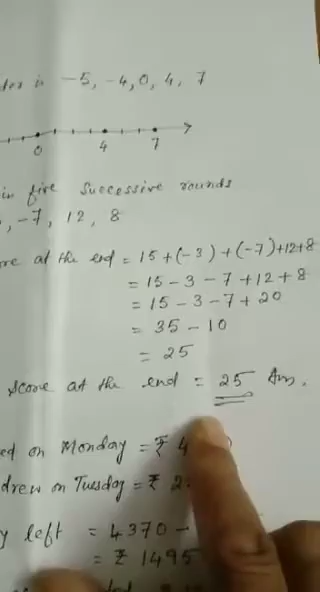 is -5, -4, 0, 4, 7
0 4 7
in five Successive rounds
, -7, 12, 8
at the end = 15 + (-3) + (-7) + 12 + 8
= 15 - 3 - 7 + 12 + 8
= 15 - 3 - 7 + 20
= 35 - 10
= 25
Score at the end = 25 Ans.
on Monday = ₹ 4
on Tuesday = ₹ 2
left = 4370 -
= ₹ 1495